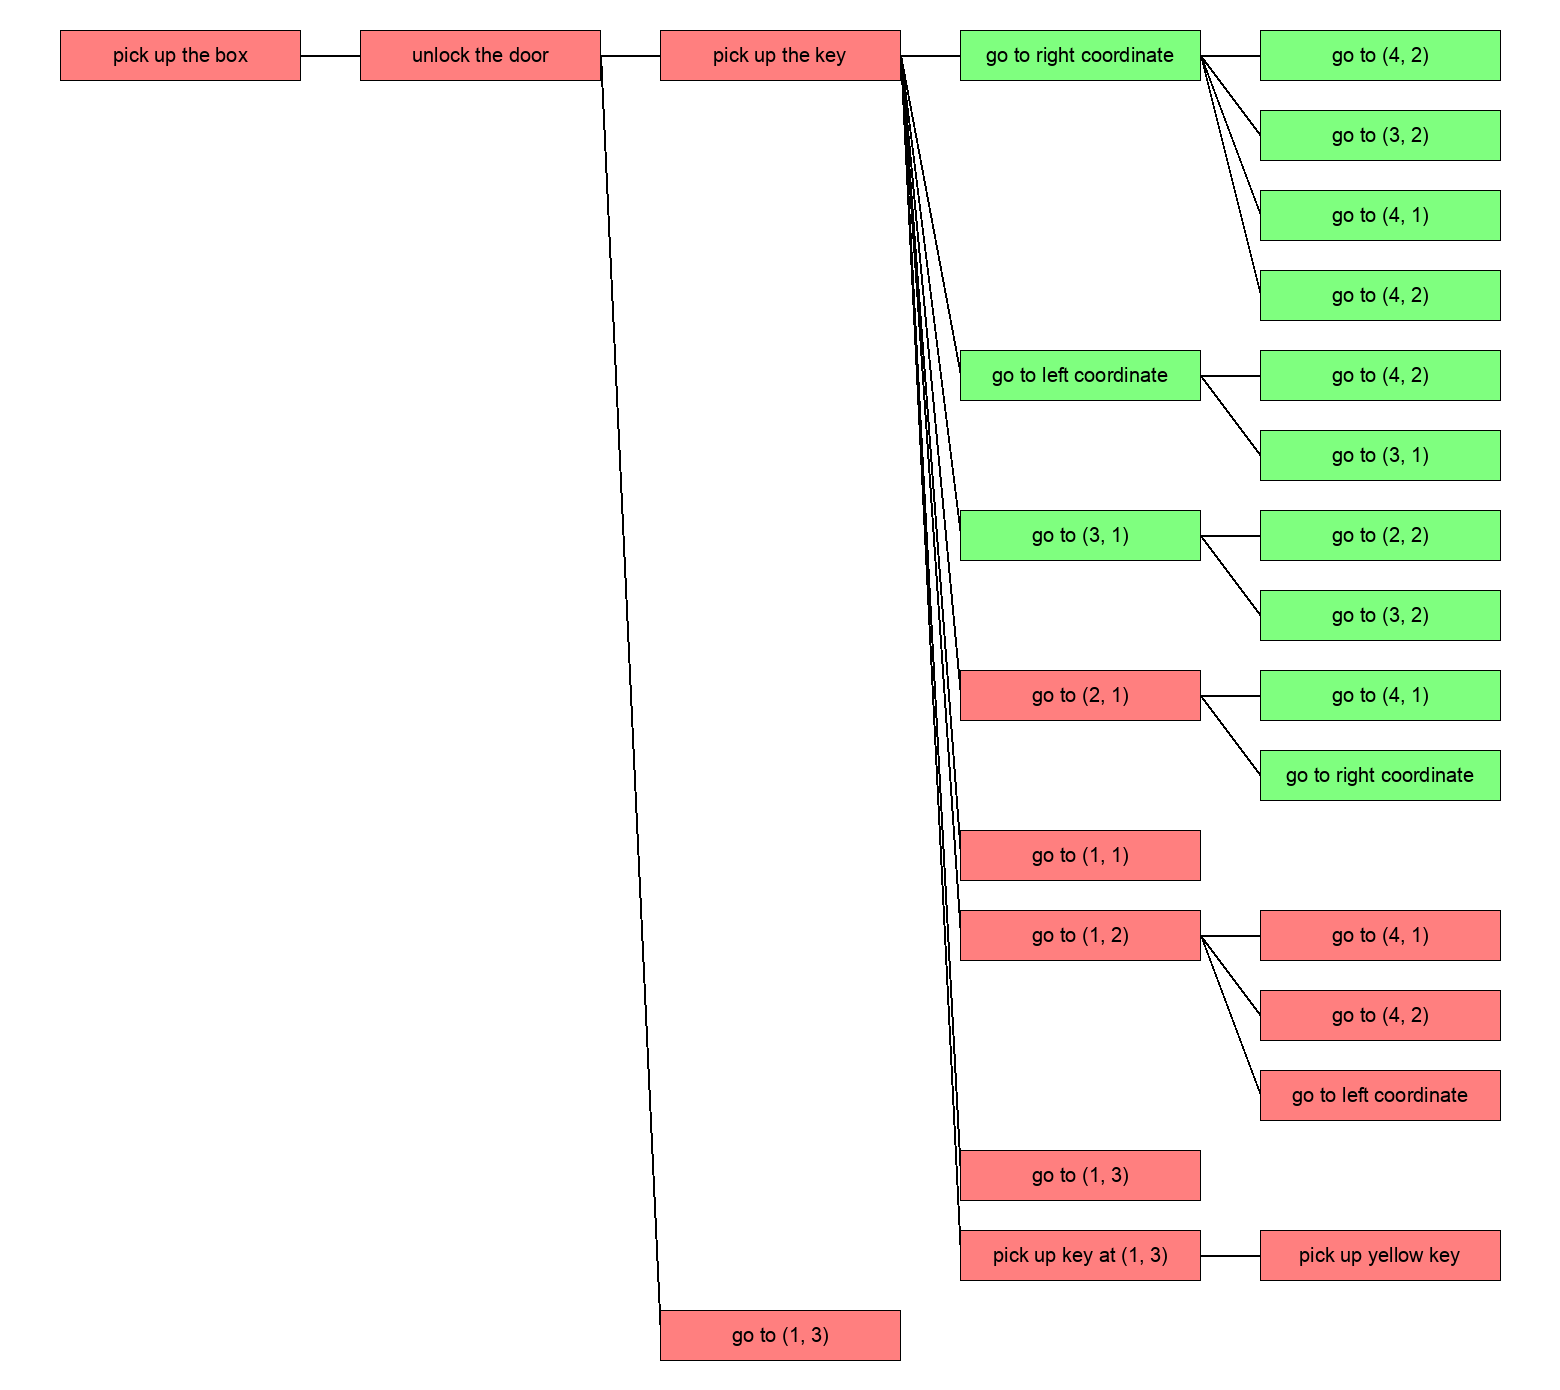 pick up the box
unlock the door
pick up the key
go to right coordinate
go to (4, 2)
go to (3, 2)
go to (4, 1)
go to (4, 2)
go to left coordinate
go to (4, 2)
go to (3, 1)
go to (3, 1)
go to (2, 2)
go to (3, 2)
go to (2, 1)
go to (4, 1)
go to right coordinate
go to (1, 1)
go to (1, 2)
go to (4, 1)
go to (4, 2)
go to left coordinate
go to (1, 3)
pick up key at (1, 3)
pick up yellow key
go to (1, 3)